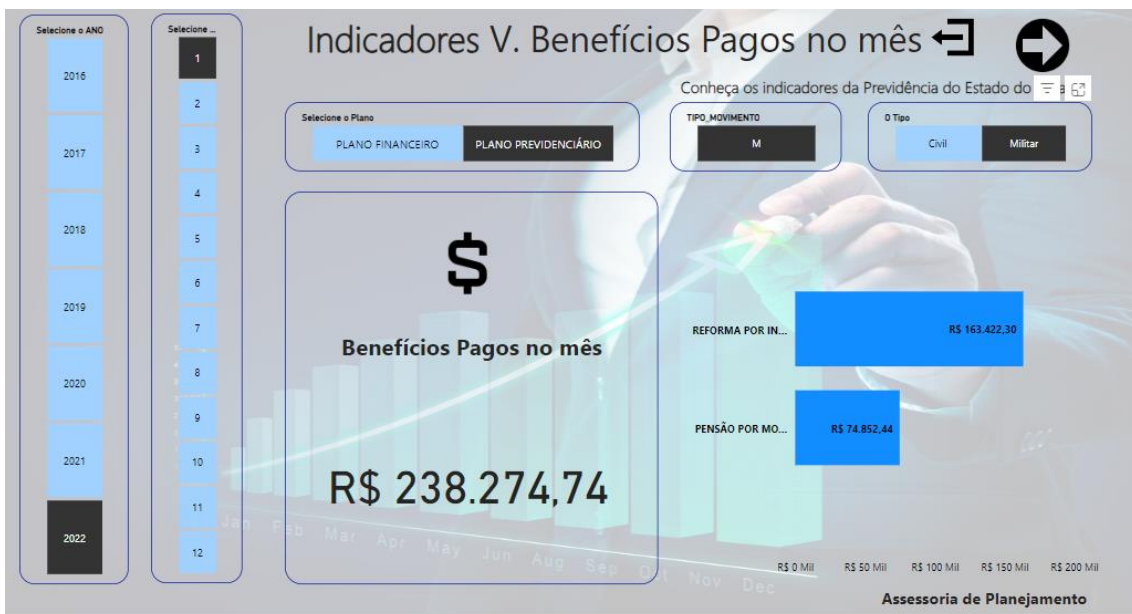 Selecione o ANO
2016
2017
2018
2019
2020
2021
2022
Selecione ...
1
2
3
4
5
6
7
8
9
10
11
12
Indicadores V. Benefícios Pagos no mês
Conheça os indicadores da Previdência do Estado do
Selecione o Plano
PLANO FINANCEIRO
PLANO PREVIDENCIÁRIO
TIPO_MOVIMENTO
M
O Tipo
Civil
Militar
$
Benefícios Pagos no mês
R$ 238.274,74
REFORMA POR IN...
R$ 163.422,30
PENSÃO POR MO...
R$ 74.852,44
R$ 0 Mil
R$ 50 Mil
R$ 100 Mil
R$ 150 Mil
R$ 200 Mil
Jan Feb Mar Apr May Jun Aug Sep Oct Nov Dec
Assessoria de Planejamento